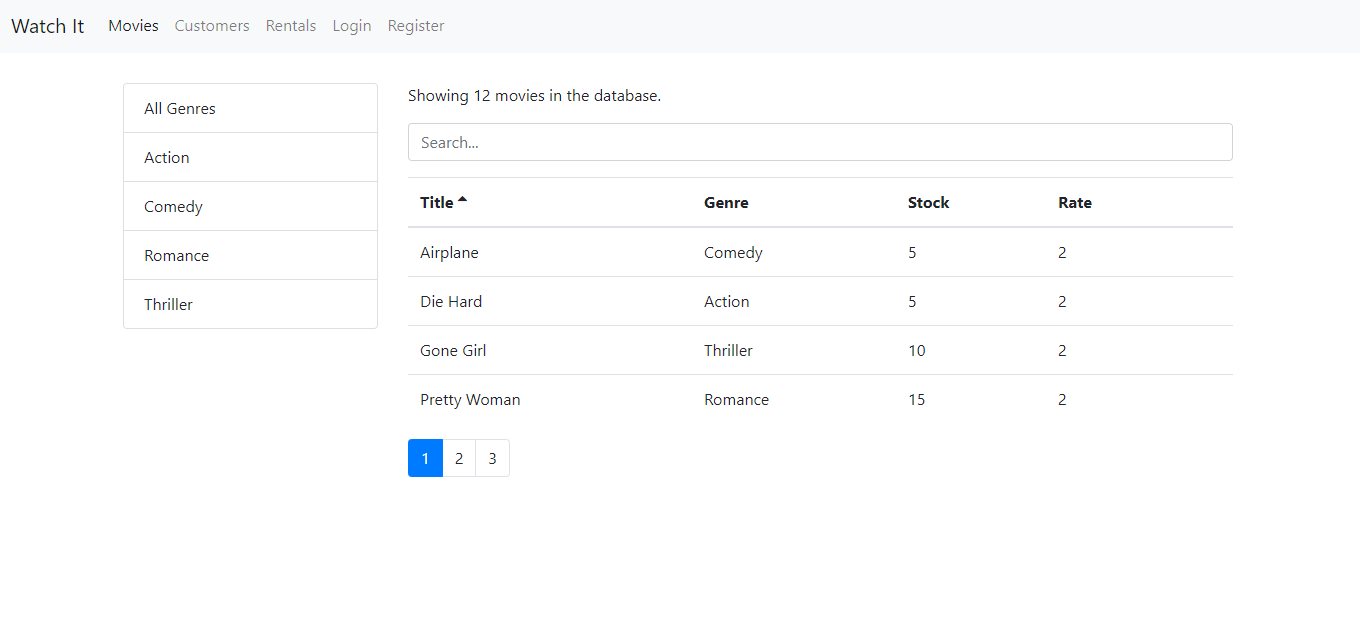 Watch It Movies Customers Rentals Login Register
All Genres
Action
Comedy
Romance
Thriller
Showing 12 movies in the database.
Search...
Title Genre Stock Rate
Airplane Comedy 5 2
Die Hard Action 5 2
Gone Girl Thriller 10 2
Pretty Woman Romance 15 2
1 2 3